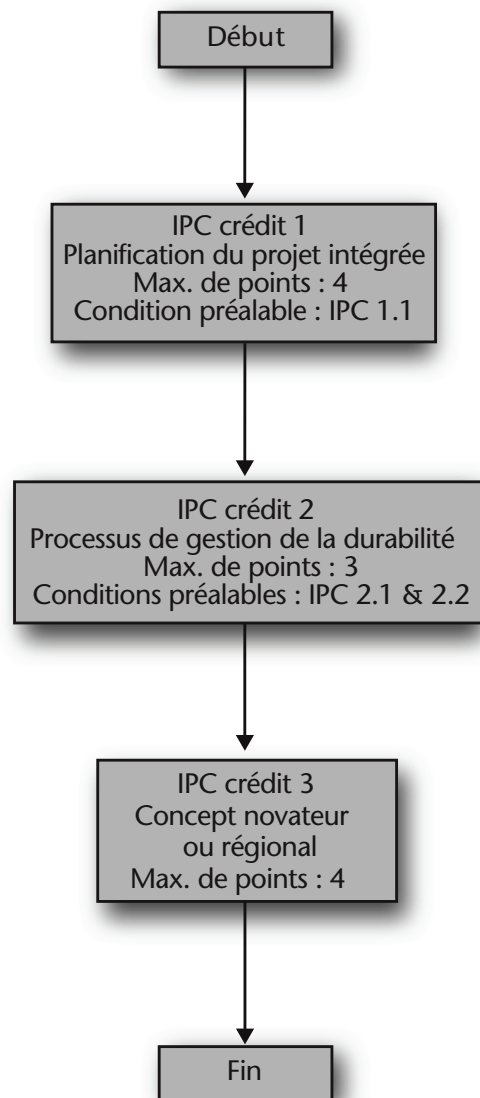 Début
IPC crédit 1
Planification du projet intégrée
Max. de points : 4
Condition préalable : IPC 1.1
IPC crédit 2
Processus de gestion de la durabilité
Max. de points : 3
Conditions préalables : IPC 2.1 & 2.2
IPC crédit 3
Concept novateur
ou régional
Max. de points : 4
Fin